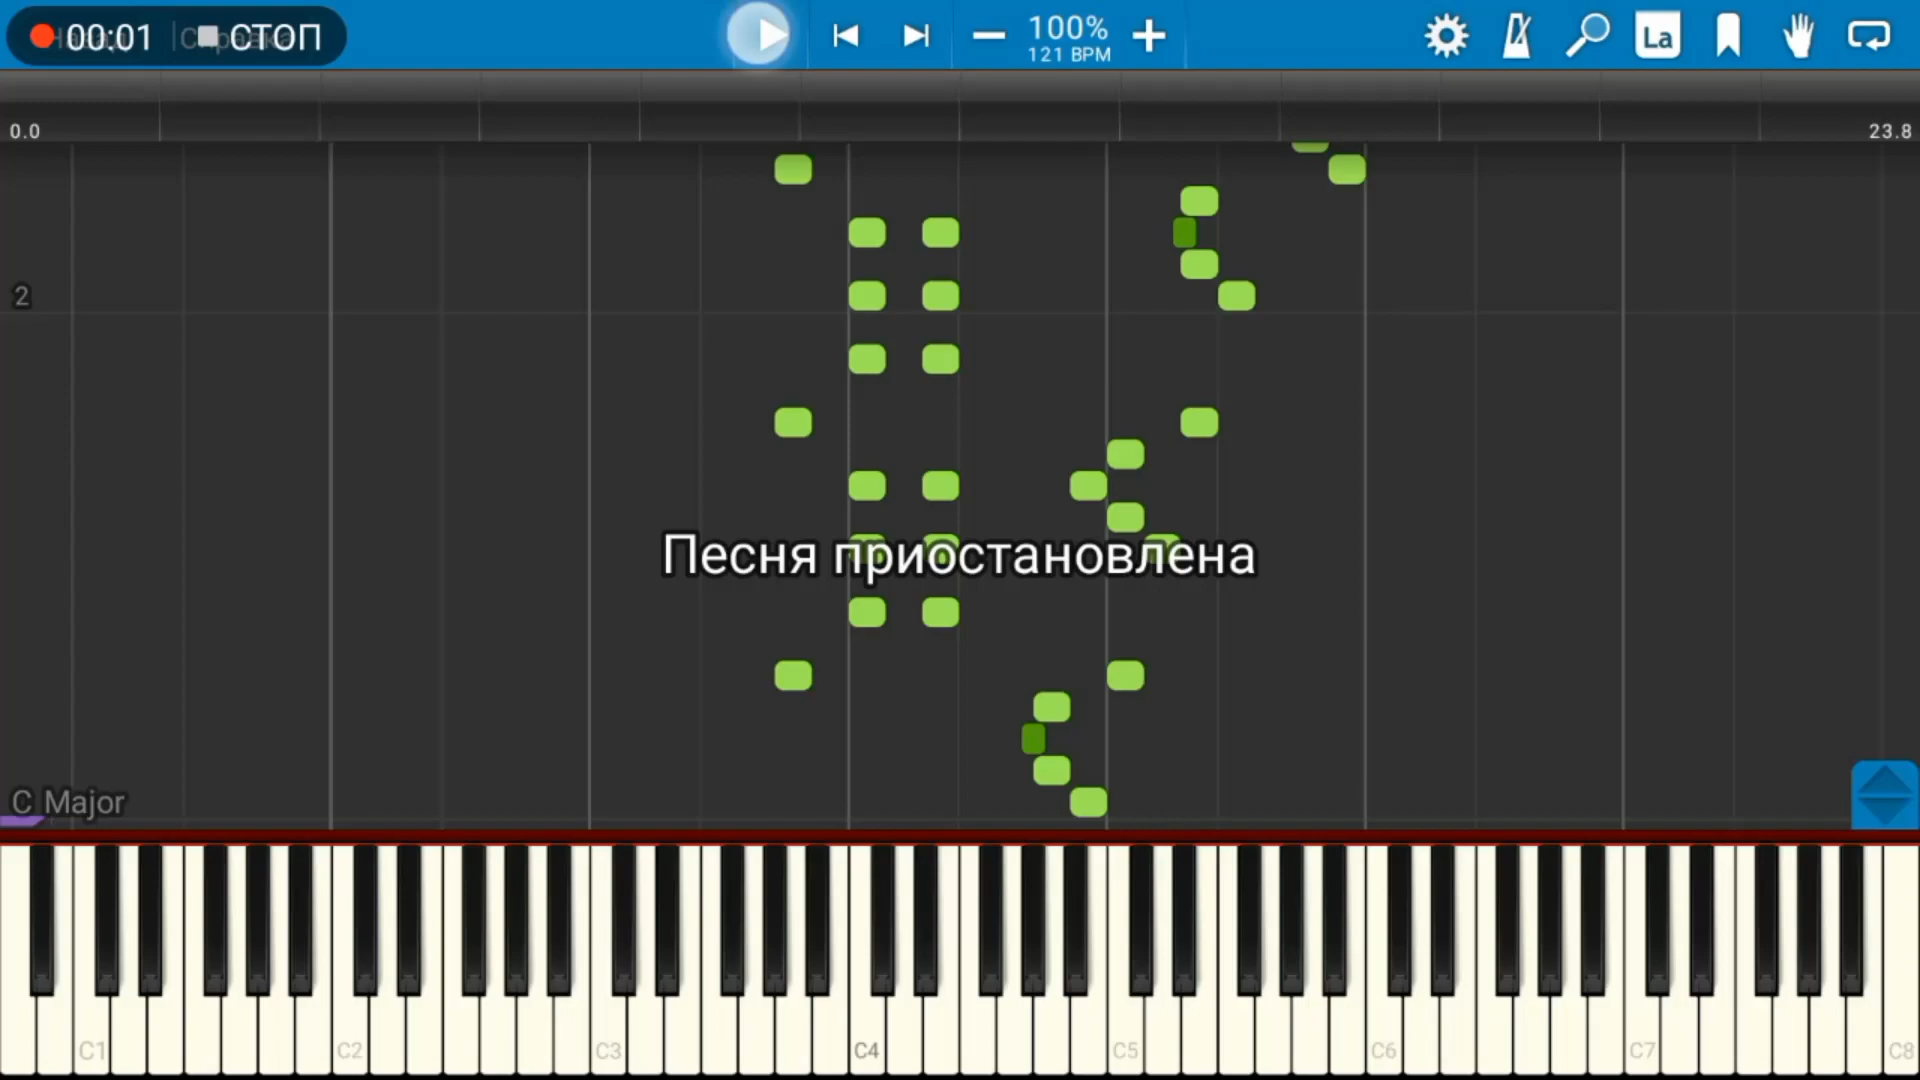 00:01 СТОП
100%
121 BPM
La
0.0 23.8
2
Песня приостановлена
C Major
C1 C2 C3 C4 C5 C6 C7 C8